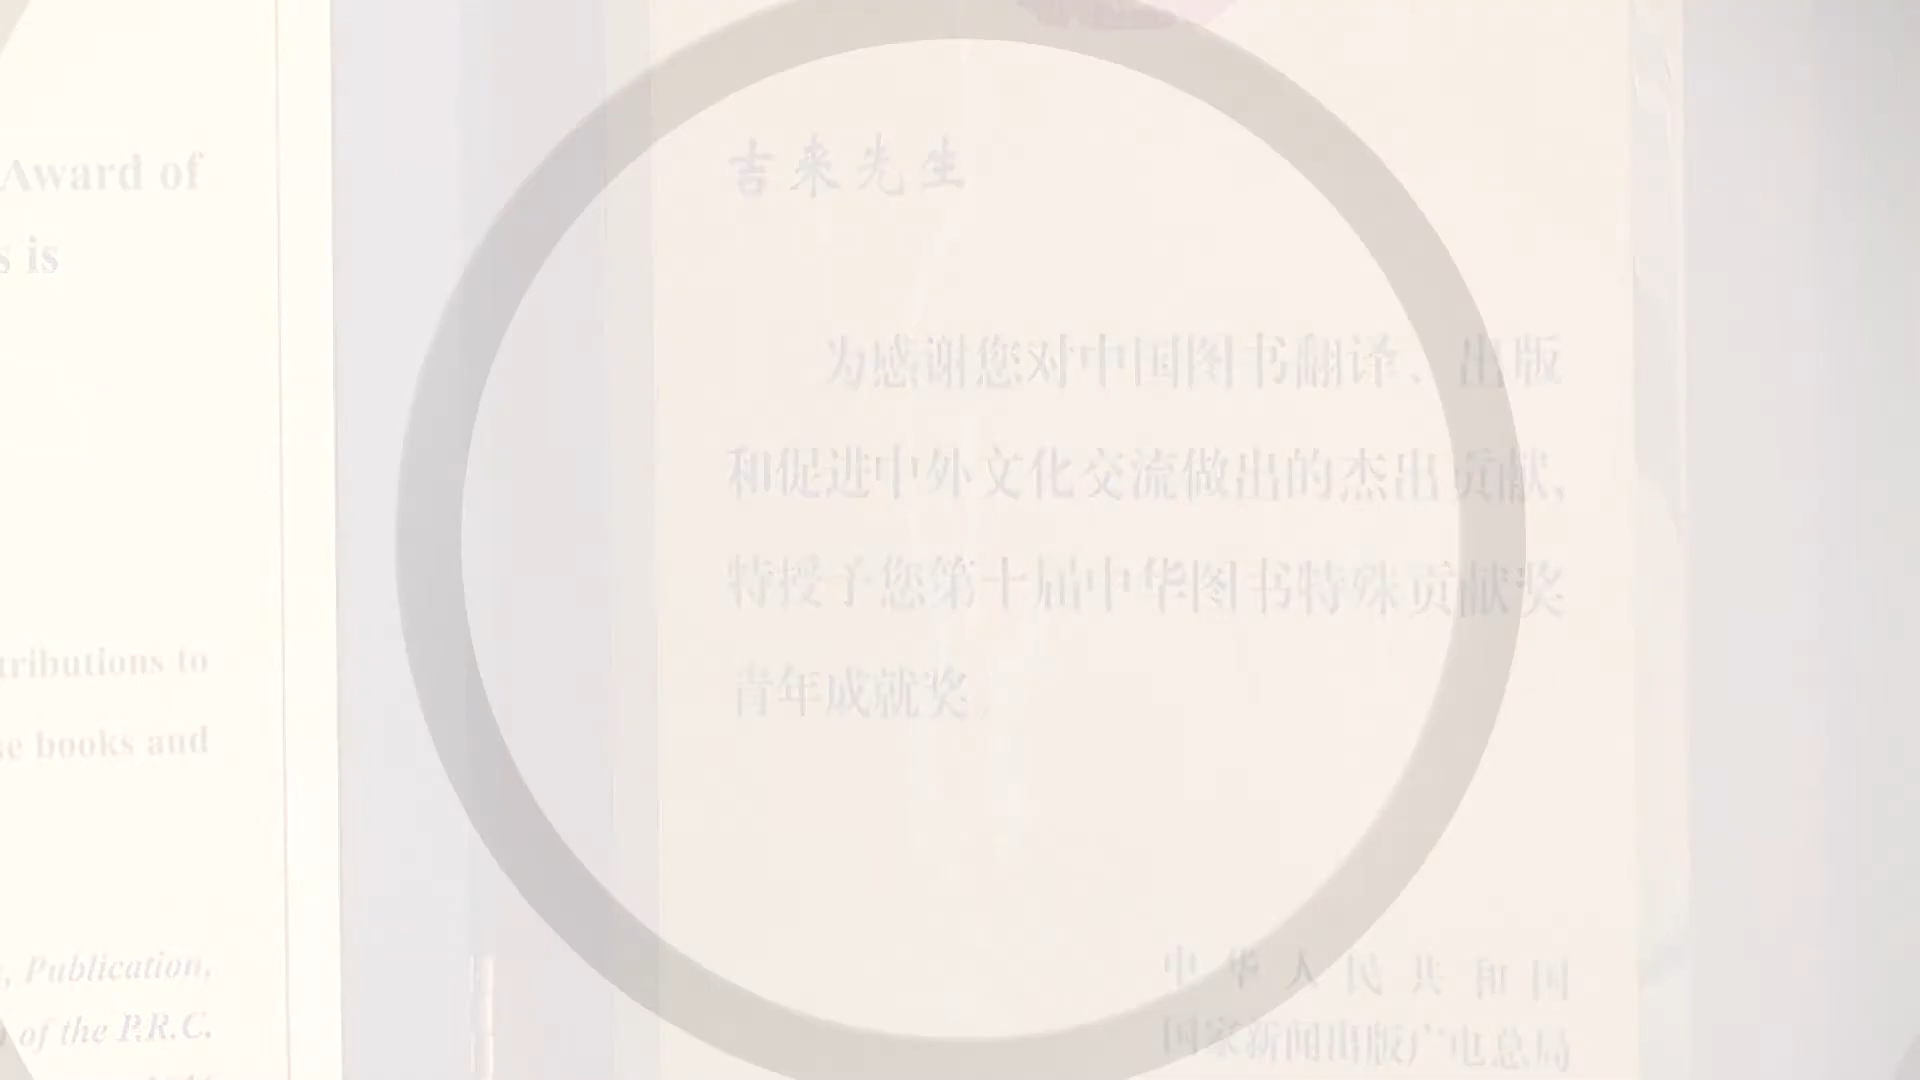 Award of
is
to
books and
Publication,
of the P.R.C.
吉来先生
为感谢您对中国图书翻译、出版
和促进中外文化交流做出的杰出贡献,
特授予您第十届中华图书特殊贡献奖
青年成就奖。
中华人民共和国
国家新闻出版广电总局